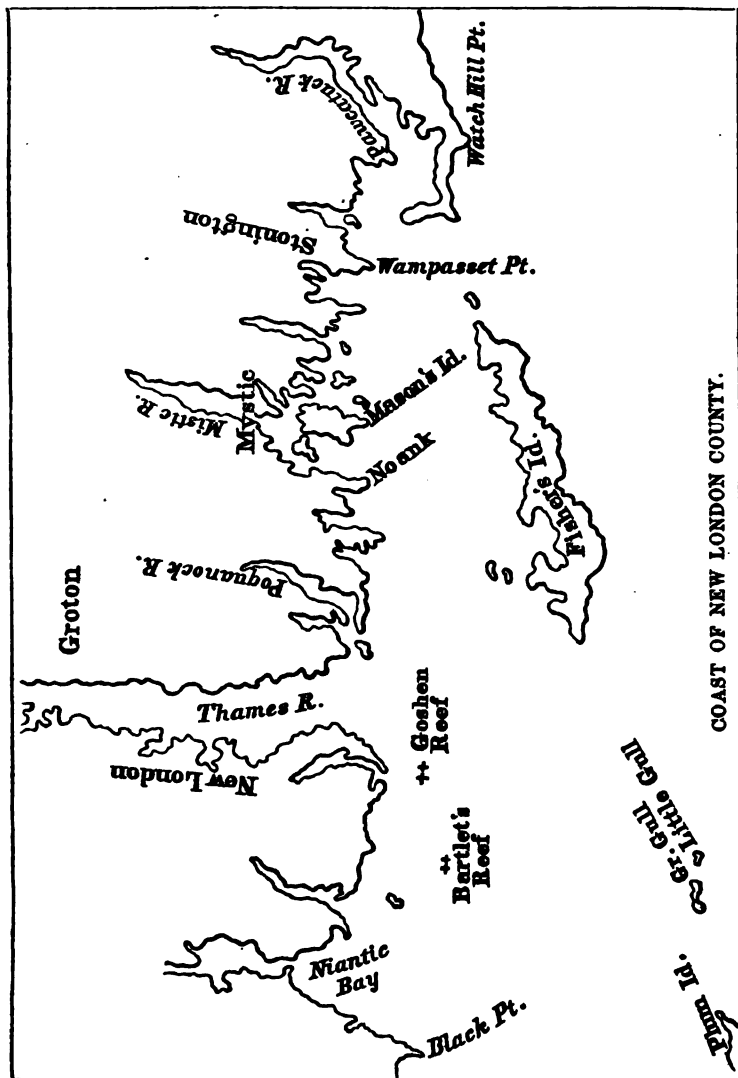 Pawcatuck R.
Watch Hill Pt.
Stonington
Wampasset Pt.
Mistic R.
Mystic
Mason's Id.
Noank
Fisher's Id.
Poquanock R.
Groton
Thames R.
New London
Goshen
Reef
Bartlet's
Reef
Niantic
Bay
Black Pt.
Gr. Gull
Little Gull
Plum Id.
COAST OF NEW LONDON COUNTY.